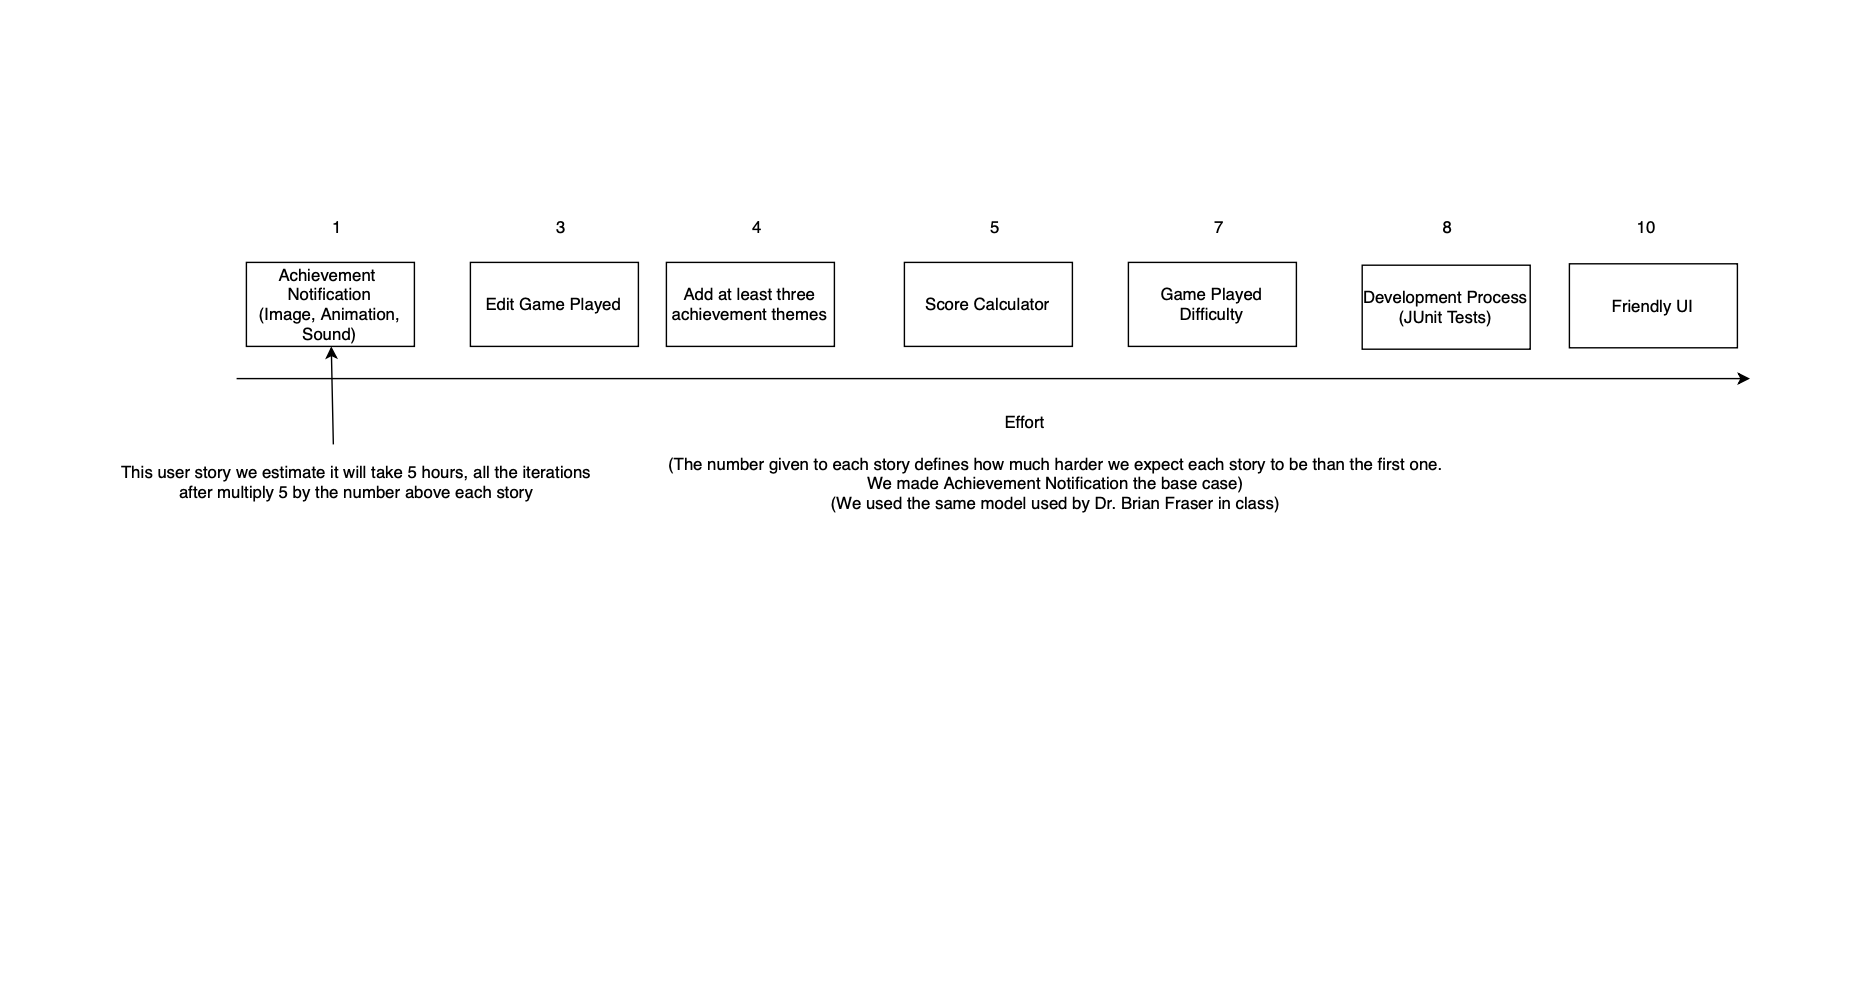 1
3
4
5
7
8
10
Achievement
Notification
(Image, Animation,
Sound)
Edit Game Played
Add at least three
achievement themes
Score Calculator
Game Played
Difficulty
Development Process
(JUnit Tests)
Friendly UI
Effort
This user story we estimate it will take 5 hours, all the iterations
after multiply 5 by the number above each story
(The number given to each story defines how much harder we expect each story to be than the first one.
We made Achievement Notification the base case)
(We used the same model used by Dr. Brian Fraser in class)